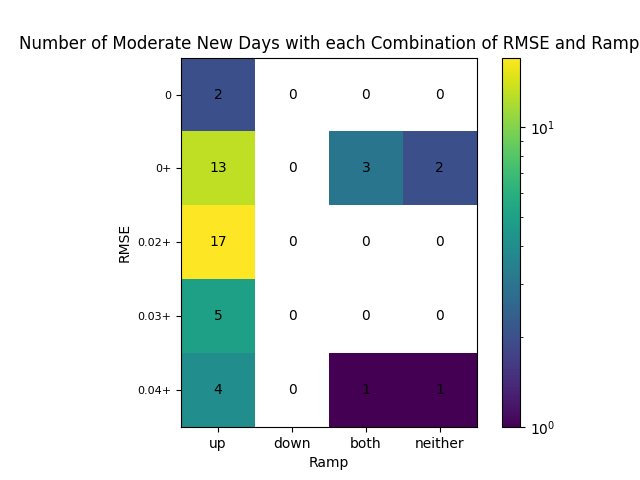 Number of Moderate New Days with each Combination of RMSE and Ramp
RMSE
0 2 0 0 0
0+ 13 0 3 2
0.02+ 17 0 0 0
0.03+ 5 0 0 0
0.04+ 4 0 1 1
up down both neither
Ramp
10¹
10⁰